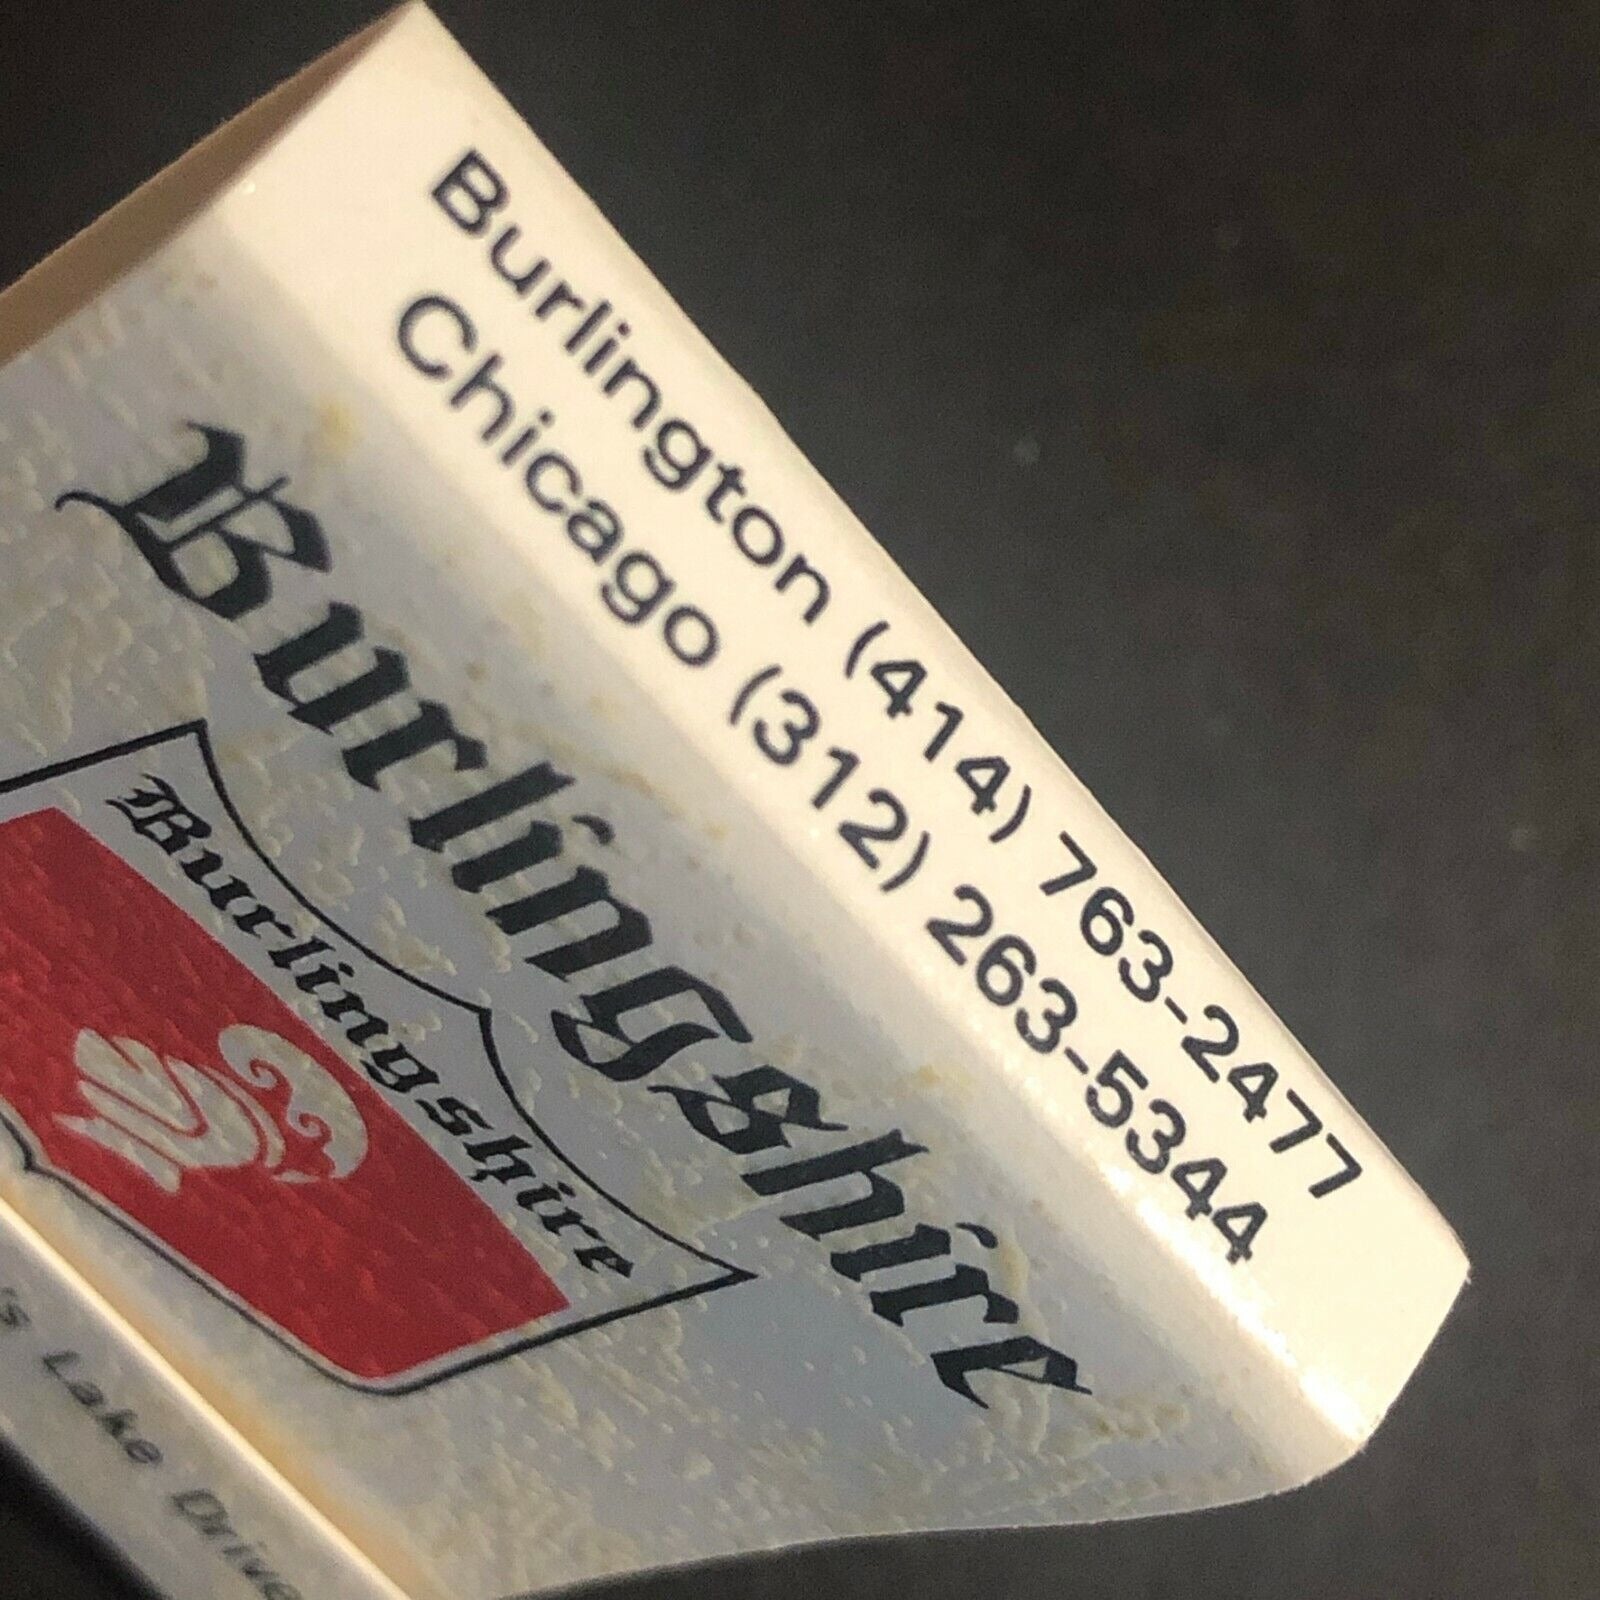 Burlington (414) 763-2477
Chicago (312) 263-5344
Burlingshire
Burlingshire
's Lake Drive